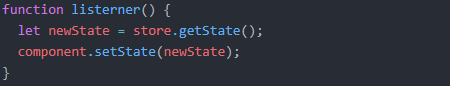 function listerner() {
  let newState = store.getState();
  component.setState(newState);
}